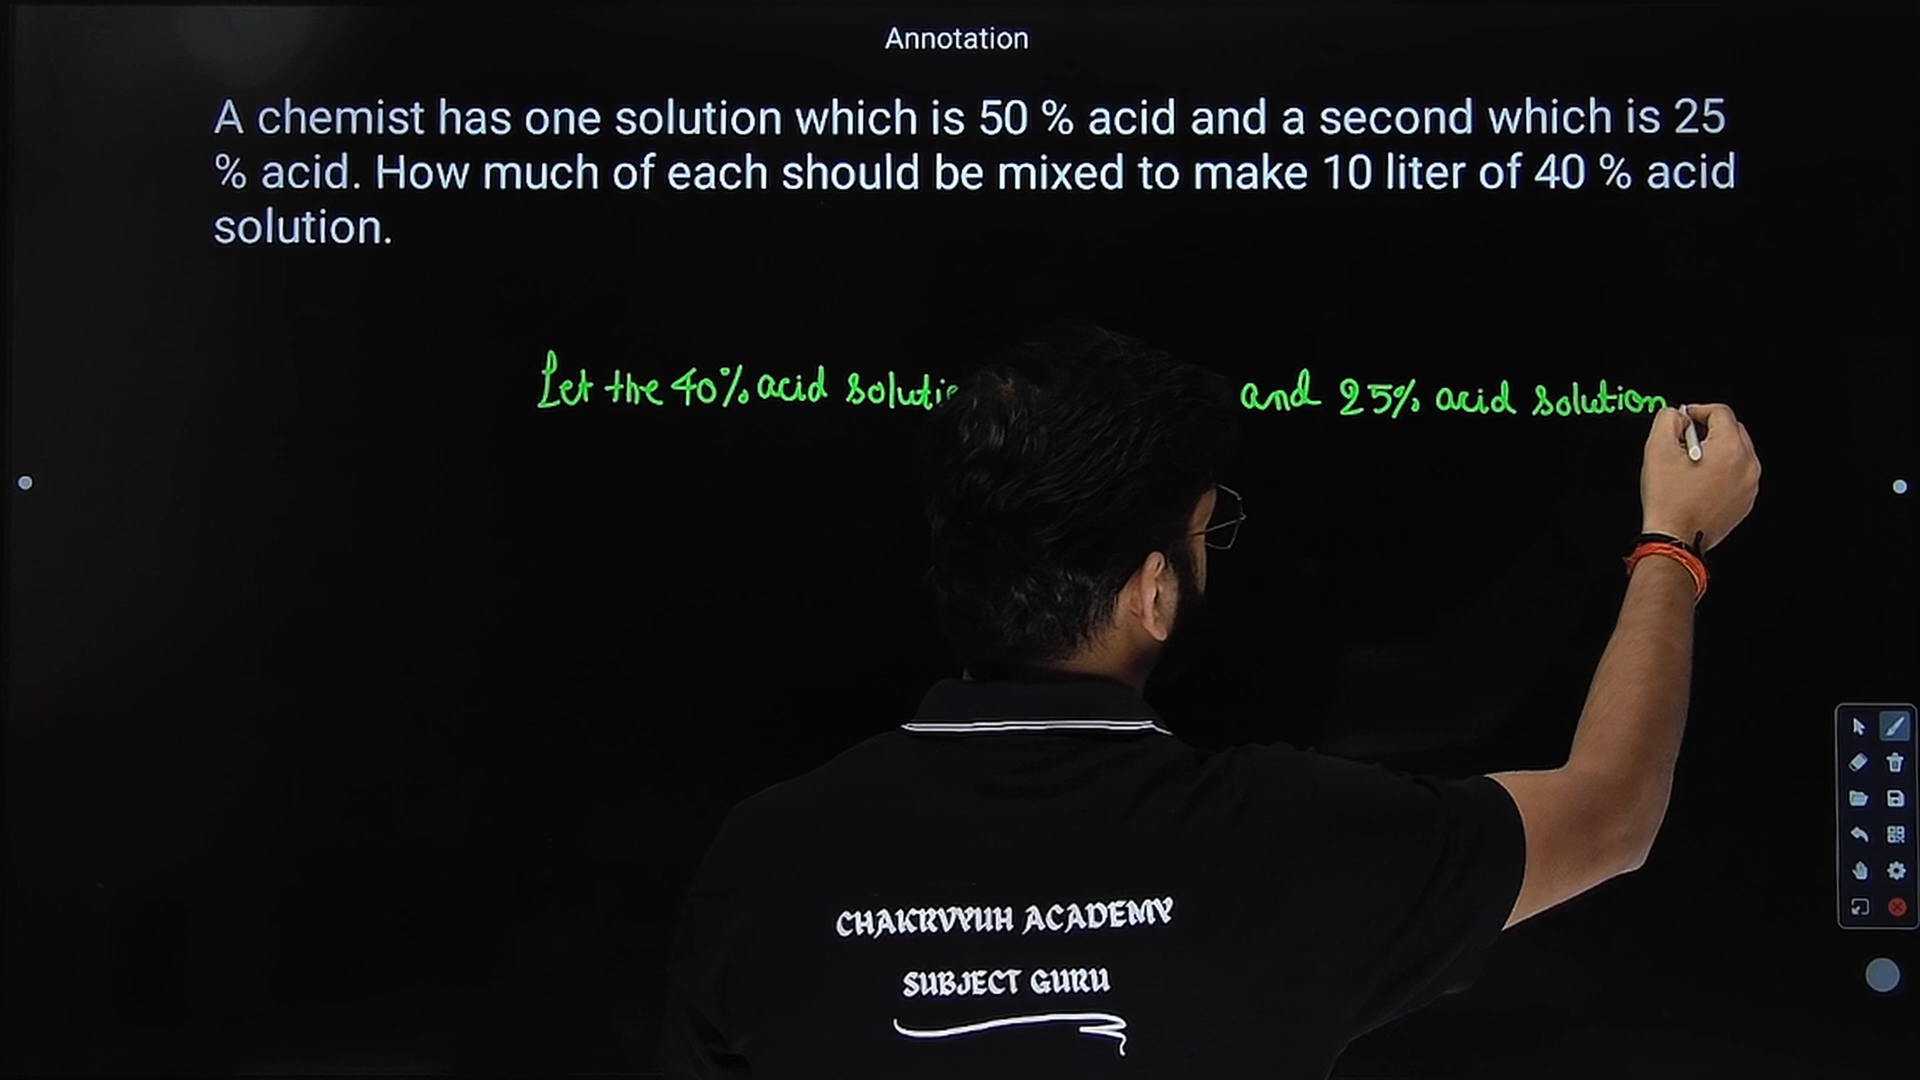 Annotation
A chemist has one solution which is 50 % acid and a second which is 25
% acid. How much of each should be mixed to make 10 liter of 40 % acid
solution.
Let the 40% acid and 25% acid solution
CHAKRVYUH ACADEMY
SUBJECT GURU